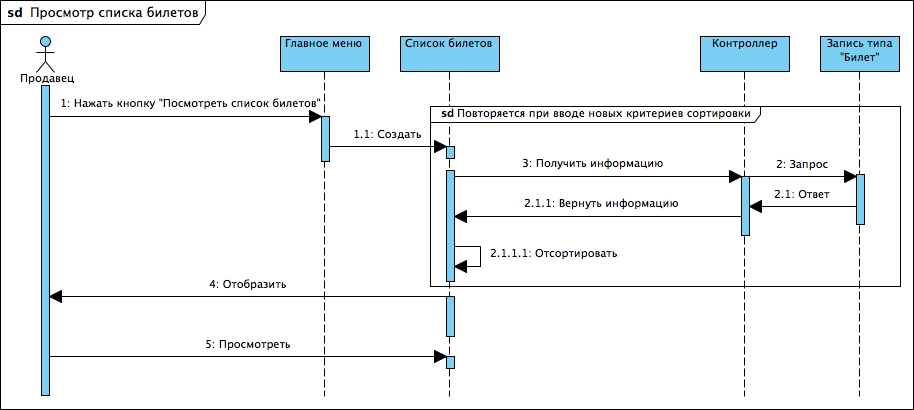 sd Просмотр списка билетов
Главное меню
Список билетов
Контроллер
Запись типа
"Билет"
Продавец
1: Нажать кнопку "Посмотреть список билетов"
sd Повторяется при вводе новых критериев сортировки
1.1: Создать
3: Получить информацию
2: Запрос
2.1: Ответ
2.1.1: Вернуть информацию
2.1.1.1: Отсортировать
4: Отобразить
5: Просмотреть